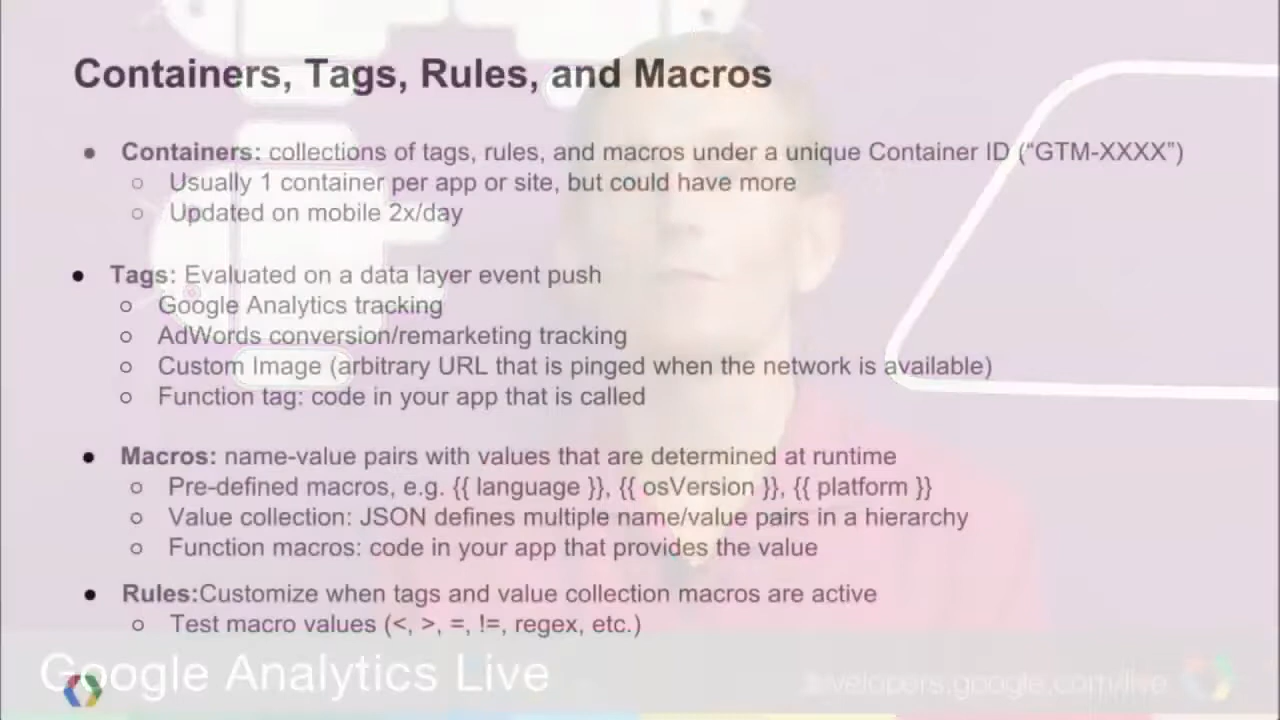 Containers, Tags, Rules, and Macros
● Containers: collections of tags, rules, and macros under a unique Container ID (“GTM-XXXX”)
○ Usually 1 container per app or site, but could have more
○ Updated on mobile 2x/day
● Tags: Evaluated on a data layer event push
○ Google Analytics tracking
○ AdWords conversion/remarketing tracking
○ Custom Image (arbitrary URL that is pinged when the network is available)
○ Function tag: code in your app that is called
● Macros: name-value pairs with values that are determined at runtime
○ Pre-defined macros, e.g. {{ language }}, {{ osVersion }}, {{ platform }}
○ Value collection: JSON defines multiple name/value pairs in a hierarchy
○ Function macros: code in your app that provides the value
● Rules:Customize when tags and value collection macros are active
○ Test macro values (<, >, =, !=, regex, etc.)
Google Analytics Live
developers.google.com/live